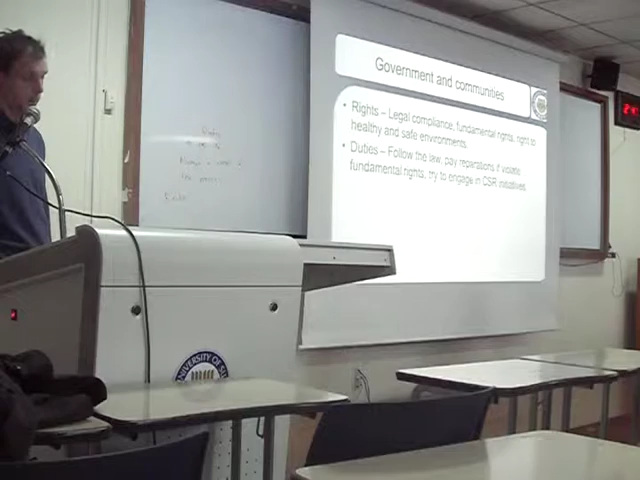 Government and communities
• Rights – Legal compliance, fundamental rights, right to
healthy and safe environments.
• Duties – Follow the law, pay reparations if violate
fundamental rights, try to engage in CSR initiatives
UNIVERSITY OF